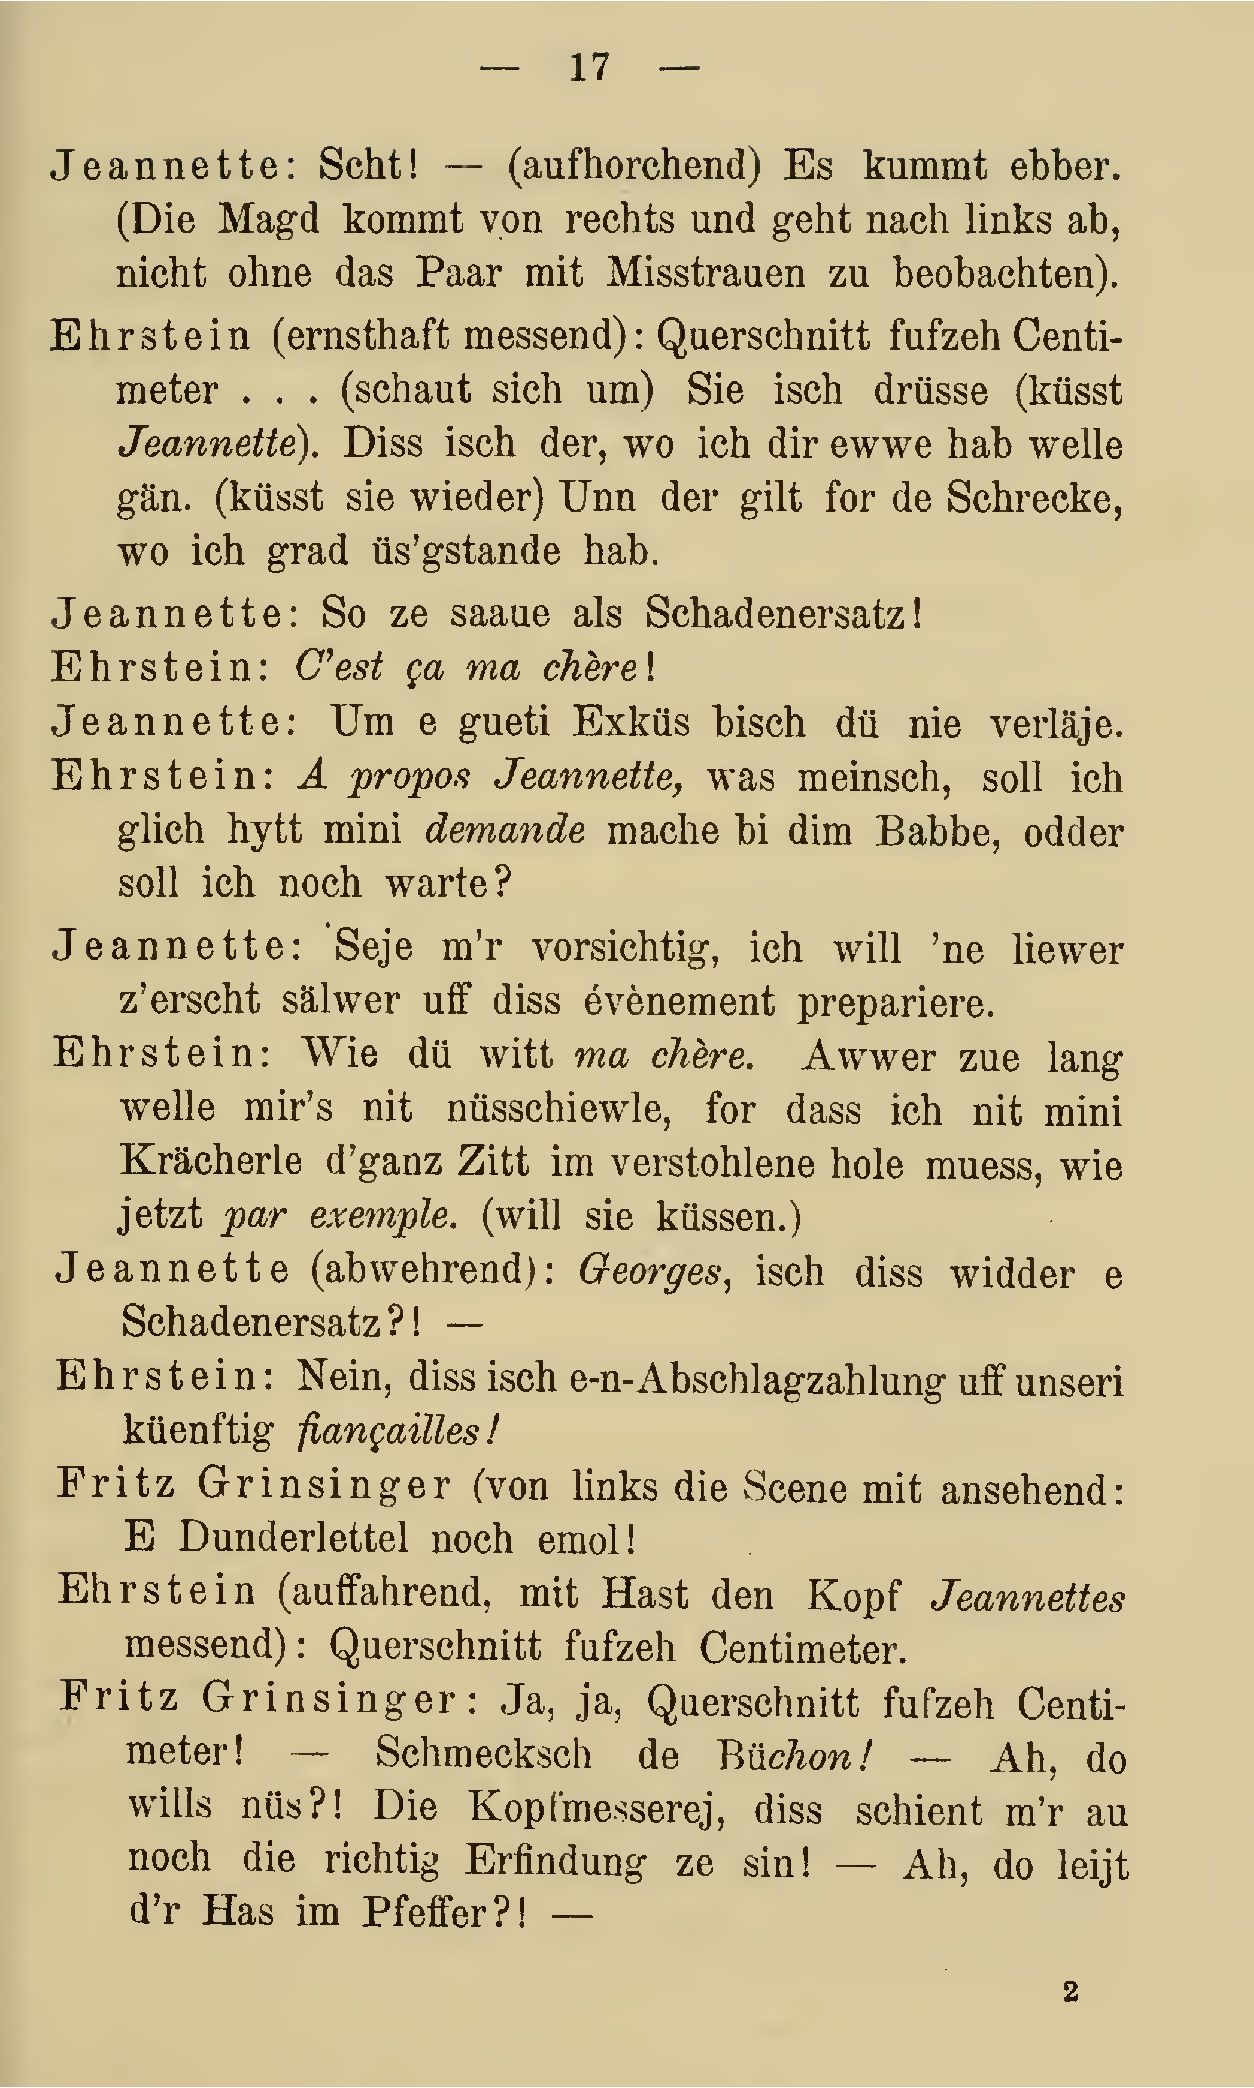 — 17 —
Jeannette: Scht! — (aufhorchend) Es kummt ebber.
(Die Magd kommt von rechts und geht nach links ab,
nicht ohne das Paar mit Misstrauen zu beobachten).
Ehrstein (ernsthaft messend): Querschnitt fufzeh Centi-
meter . . . (schaut sich um) Sie isch drüsse (küsst
Jeannette). Diss isch der, wo ich dir ewwe hab welle
gän. (küsst sie wieder) Unn der gilt for de Schrecke,
wo ich grad üs'gstande hab.
Jeannette: So ze saaue als Schadenersatz!
Ehrstein: C'est ça ma chère!
Jeannette: Um e gueti Exküs bisch dü nie verläje.
Ehrstein: A propos Jeannette, was meinsch, soll ich
glich hytt mini demande mache bi dim Babbe, odder
soll ich noch warte?
Jeannette: Seje m'r vorsichtig, ich will 'ne liewer
z'erscht sälwer uff diss évènement prepariere.
Ehrstein: Wie dü witt ma chère. Awwer zue lang
welle mir's nit nüsschiewle, for dass ich nit mini
Krächerle d'ganz Zitt im verstohlene hole muess, wie
jetzt par exemple. (will sie küssen.)
Jeannette (abwehrend): Georges, isch diss widder e
Schadenersatz?! —
Ehrstein: Nein, diss isch e-n-Abschlagzahlung uff unseri
küenftig fiançailles!
Fritz Grinsinger (von links die Scene mit ansehend:
E Dunderlettel noch emol!
Ehrstein (auffahrend, mit Hast den Kopf Jeannettes
messend): Querschnitt fufzeh Centimeter.
Fritz Grinsinger: Ja, ja, Querschnitt fufzeh Centi-
meter! — Schmecksch de Büchon! — Ah, do
wills nüs?! Die Kopfmesserej, diss schient m'r au
noch die richtig Erfindung ze sin! — Ah, do leijt
d'r Has im Pfeffer?! —
2